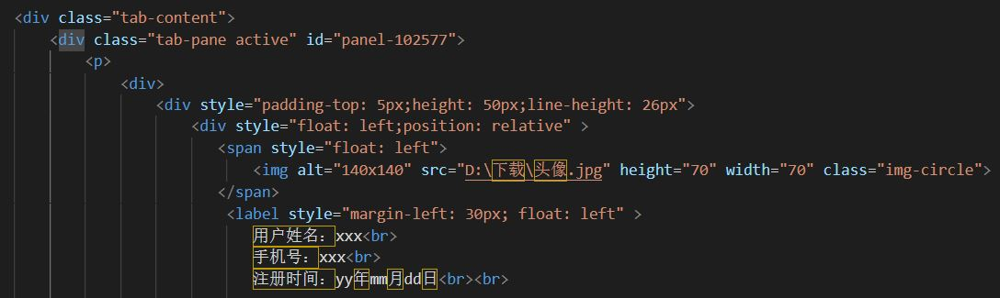 <div class="tab-content">
<div class="tab-pane active" id="panel-102577">
<p>
<div>
<div style="padding-top: 5px;height: 50px;line-height: 26px">
<div style="float: left;position: relative" >
<span style="float: left">
<img alt="140x140" src="D:\下载\头像.jpg" height="70" width="70" class="img-circle">
</span>
<label style="margin-left: 30px; float: left" >
用户姓名：xxx<br>
手机号：xxx<br>
注册时间：yy年mm月dd日<br><br>